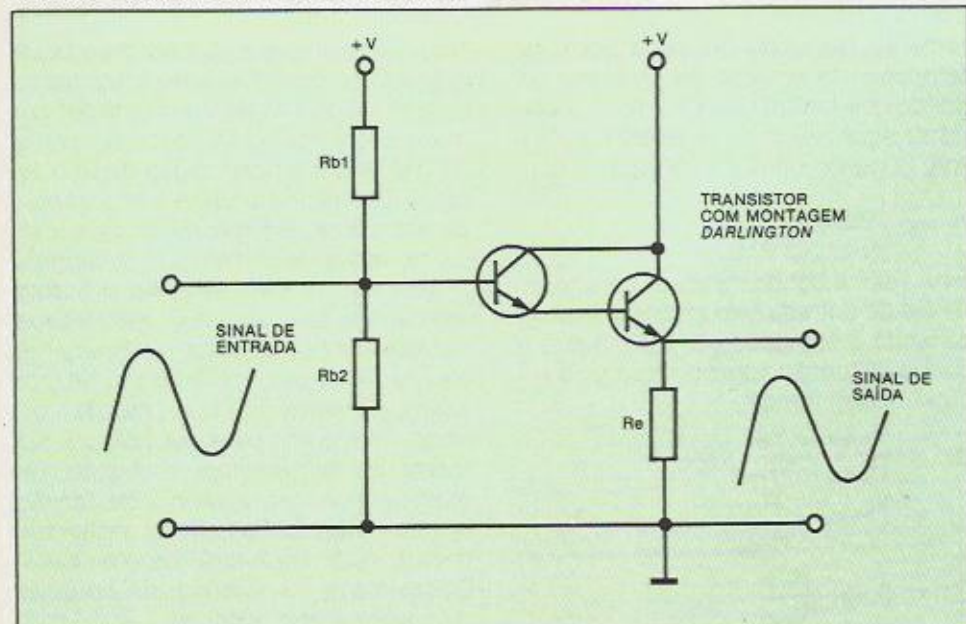 + V
+ V
Rb1
TRANSISTOR
COM MONTAGEM
DARLINGTON
SINAL DE
ENTRADA
Rb2
Re
SINAL DE
SAÍDA